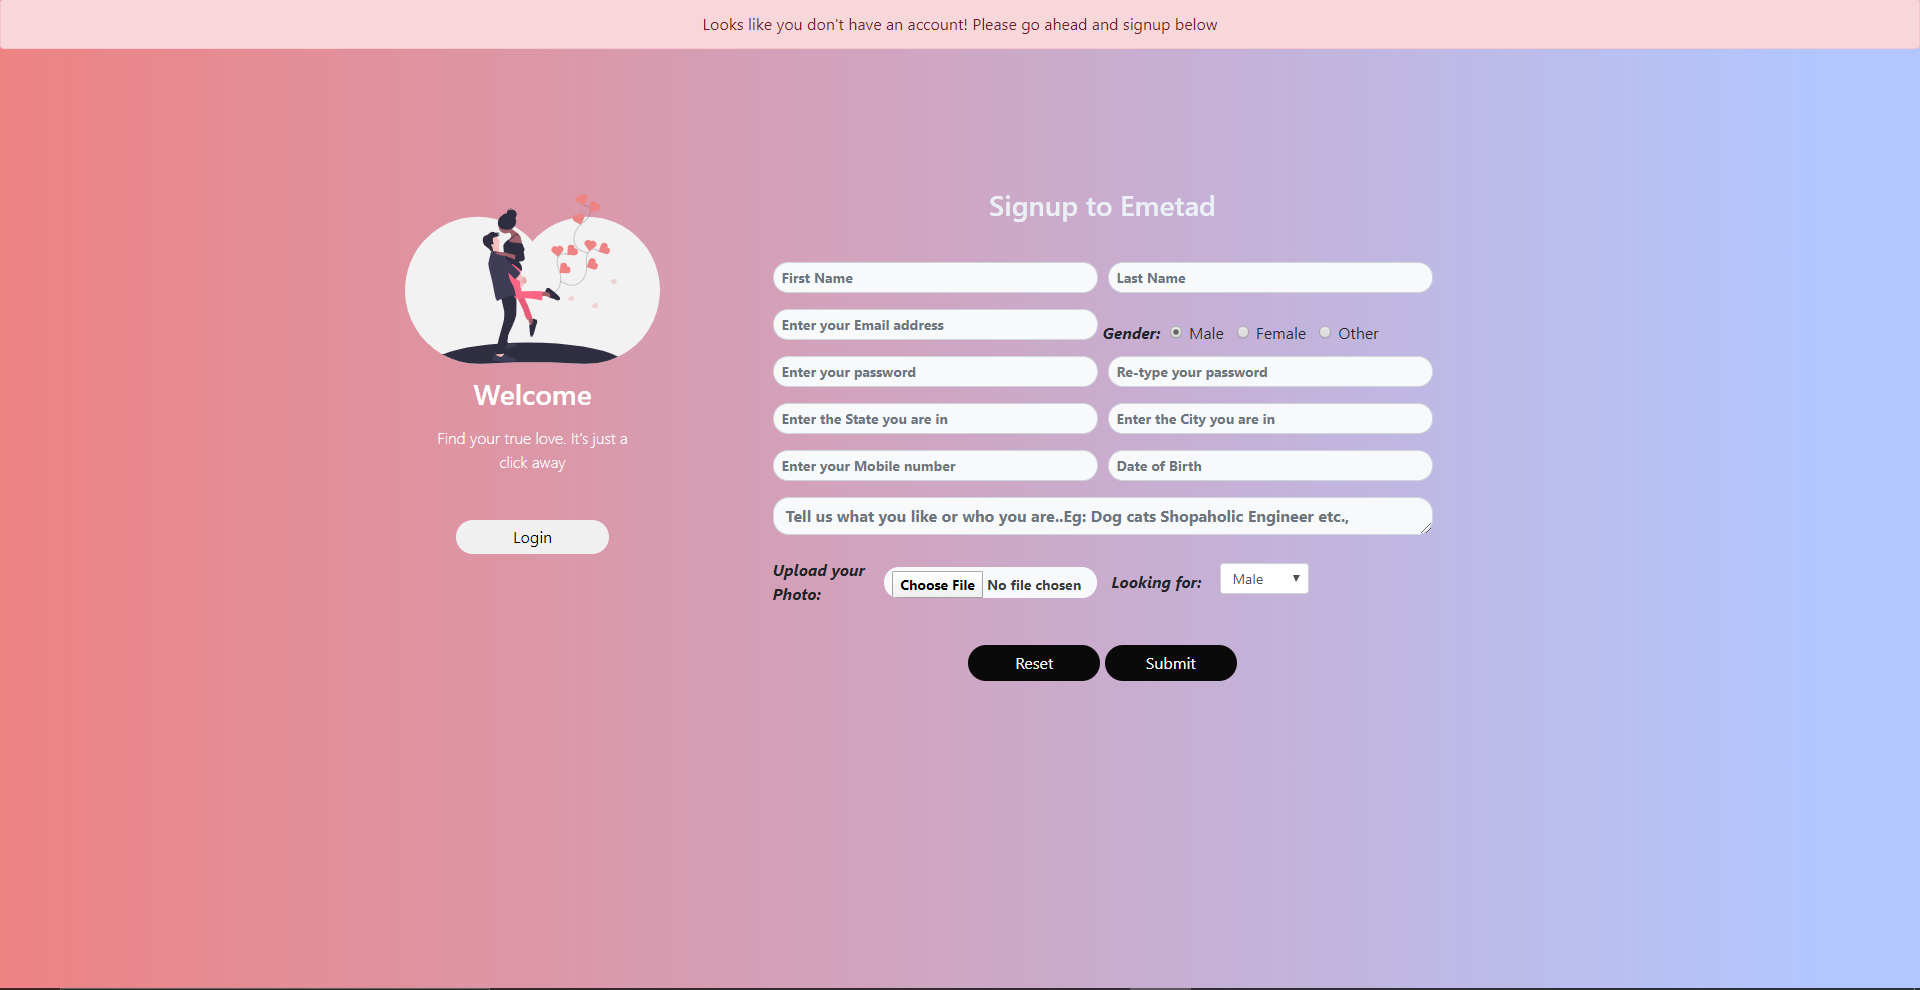 Looks like you don't have an account! Please go ahead and signup below
Welcome
Find your true love. It's just a
click away
Login
Signup to Emetad
First Name
Last Name
Enter your Email address
Gender: Male Female Other
Enter your password
Re-type your password
Enter the State you are in
Enter the City you are in
Enter your Mobile number
Date of Birth
Tell us what you like or who you are..Eg: Dog cats Shopaholic Engineer etc.,
Upload your
Photo:
Choose File No file chosen
Looking for:
Male
Reset
Submit